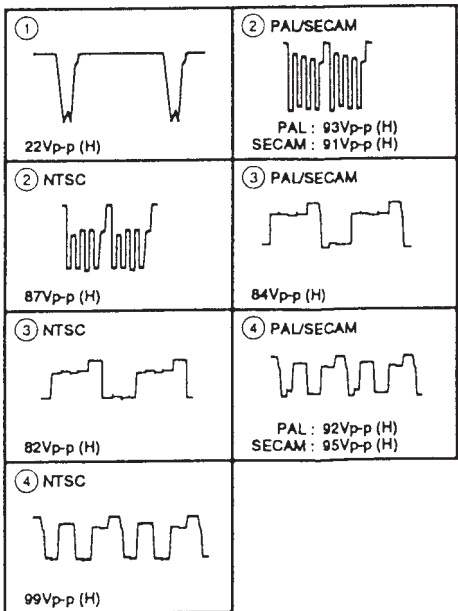 1
22Vp-p (H)
2 PAL/SECAM
PAL : 93Vp-p (H)
SECAM : 91Vp-p (H)
2 NTSC
87Vp-p (H)
3 PAL/SECAM
84Vp-p (H)
3 NTSC
82Vp-p (H)
4 PAL/SECAM
PAL : 92Vp-p (H)
SECAM : 95Vp-p (H)
4 NTSC
99Vp-p (H)